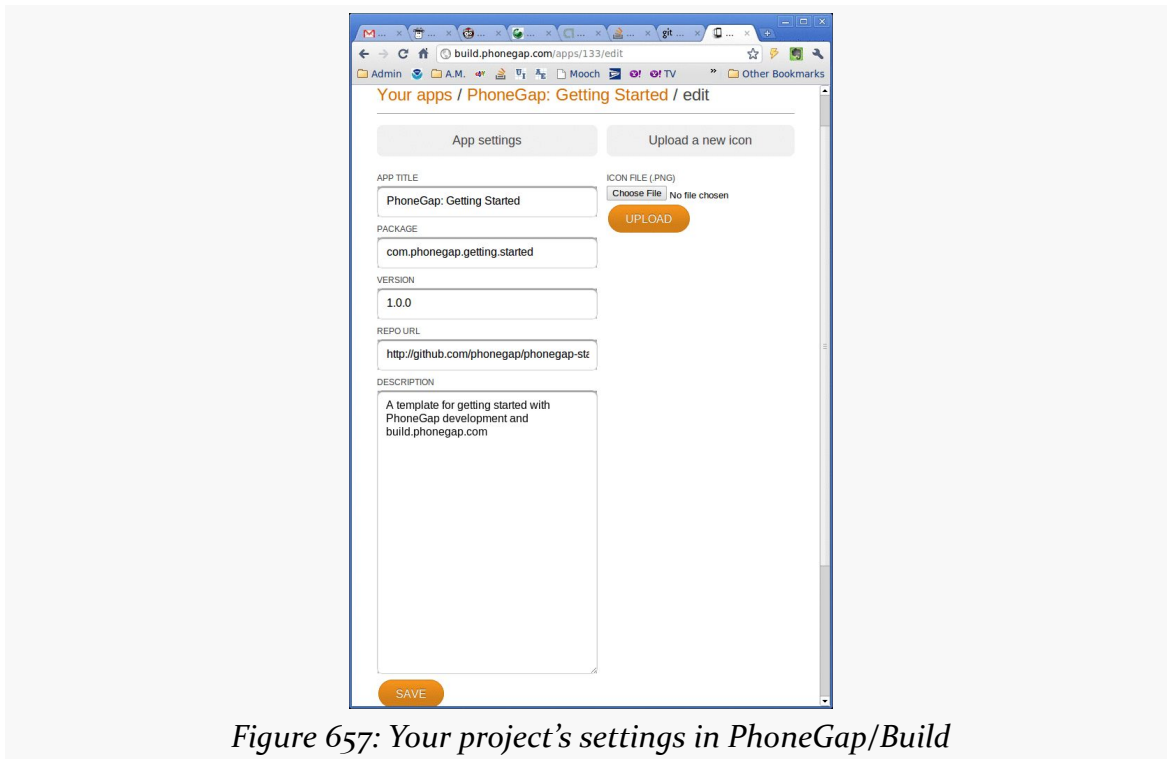 git ...
build.phonegap.com/apps/133/edit
Admin A.M. Mooch TV » Other Bookmarks
Your apps / PhoneGap: Getting Started / edit
App settings
Upload a new icon
APP TITLE
PhoneGap: Getting Started
PACKAGE
com.phonegap.getting.started
VERSION
1.0.0
REPO URL
http://github.com/phonegap/phonegap-sta
DESCRIPTION
A template for getting started with
PhoneGap development and
build.phonegap.com
SAVE
ICON FILE (.PNG)
Choose File No file chosen
UPLOAD
Figure 657: Your project's settings in PhoneGap/Build